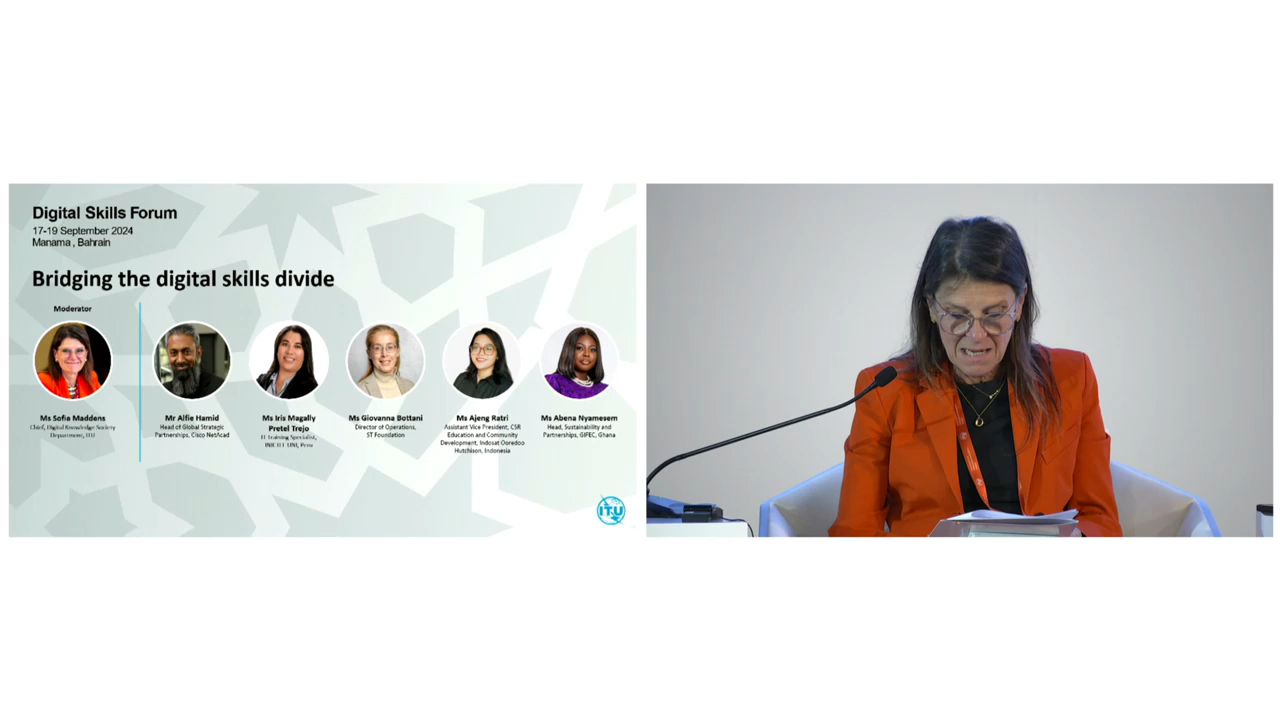 Digital Skills Forum
17-19 September 2024
Manama , Bahrain
Bridging the digital skills divide
Moderator
Ms Sofie Maddens
Chief, Digital Knowledge Society
Department, ITU
Mr Alfie Hamid
Head of Global Strategic
Partnerships, Cisco NetAcad
Ms Iris Magally
Pretel Trejo
IT Training Specialist,
INICTEL UNI, Peru
Ms Giovanna Bottani
Director of Operations,
ST Foundation
Ms Ajeng Ratri
Assistant Vice President, CSR
Education and Community
Development, Indosat Ooredoo
Hutchison, Indonesia
Ms Abena Nyamesem
Head, Sustainability and
Partnerships, GIFEC, Ghana
ITU